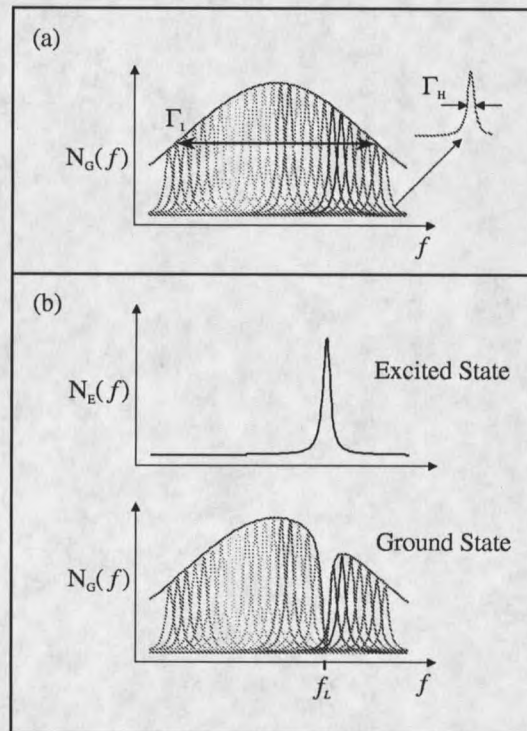 (a)
Γ_I
Γ_H
N_G(f)
f
(b)
N_E(f)
Excited State
Ground State
N_G(f)
f_L
f